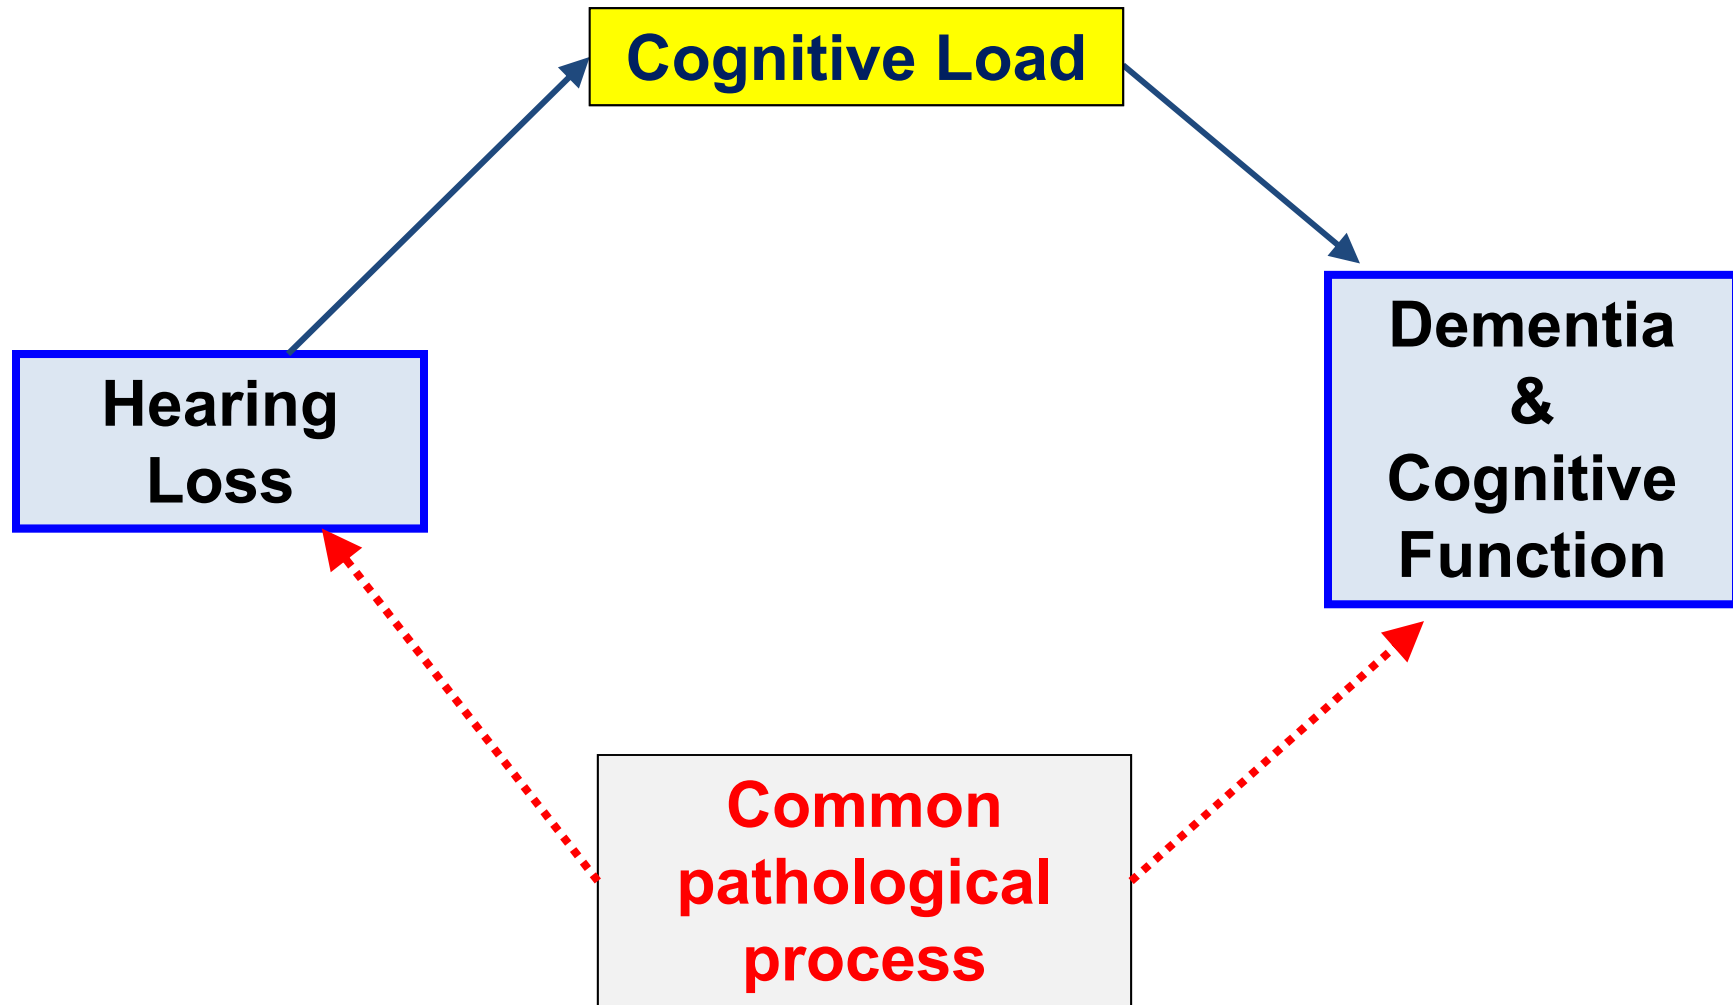 Cognitive Load
Hearing
Loss
Dementia
&
Cognitive
Function
Common
pathological
process